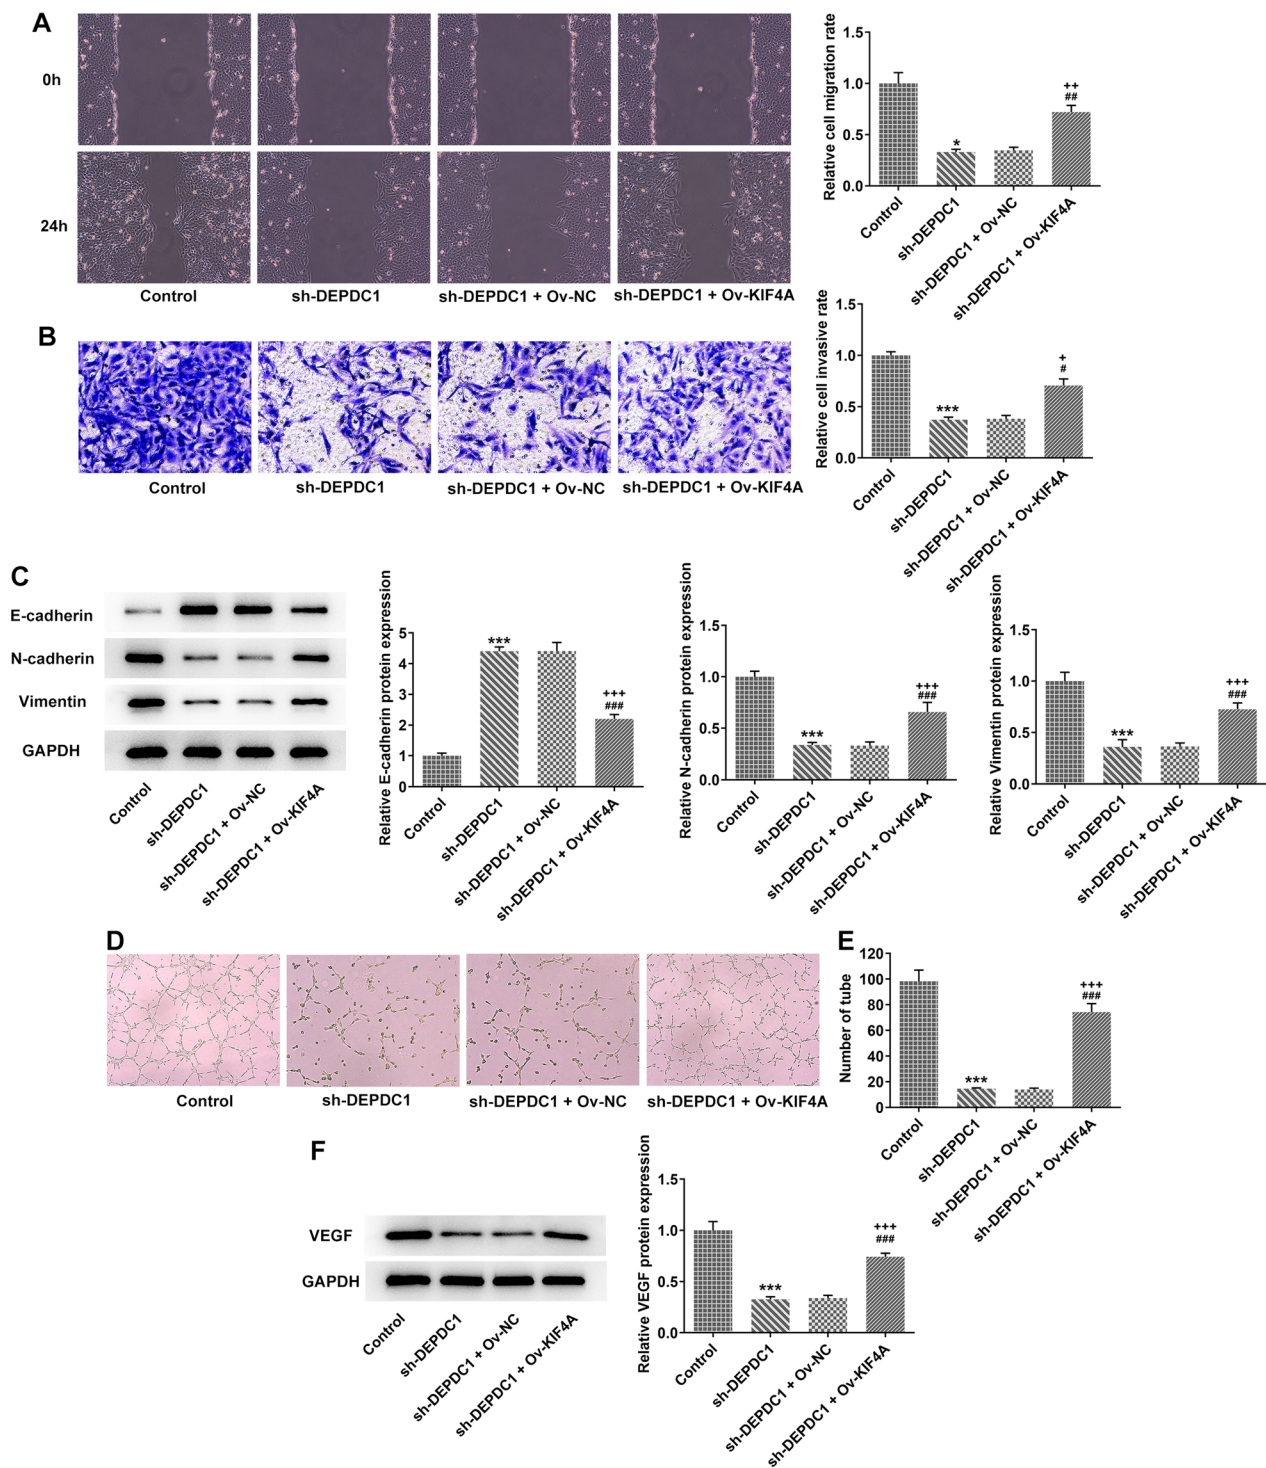 A
0h
24h
Control
sh-DEPDC1
sh-DEPDC1 + Ov-NC
sh-DEPDC1 + Ov-KIF4A
Relative cell migration rate
1.5
1.0
0.5
0.0
*
++
##
Control
sh-DEPDC1
sh-DEPDC1 + Ov-NC
sh-DEPDC1 + Ov-KIF4A
B
Control
sh-DEPDC1
sh-DEPDC1 + Ov-NC
sh-DEPDC1 + Ov-KIF4A
Relative cell invasive rate
1.5
1.0
0.5
0.0
***
+
#
Control
sh-DEPDC1
sh-DEPDC1 + Ov-NC
sh-DEPDC1 + Ov-KIF4A
C
E-cadherin
N-cadherin
Vimentin
GAPDH
Control
sh-DEPDC1
sh-DEPDC1 + Ov-NC
sh-DEPDC1 + Ov-KIF4A
Relative E-cadherin protein expression
5
4
3
2
1
0
***
+++
###
Control
sh-DEPDC1
sh-DEPDC1 + Ov-NC
sh-DEPDC1 + Ov-KIF4A
Relative N-cadherin protein expression
1.5
1.0
0.5
0.0
***
+++
###
Control
sh-DEPDC1
sh-DEPDC1 + Ov-NC
sh-DEPDC1 + Ov-KIF4A
Relative Vimentin protein expression
1.5
1.0
0.5
0.0
***
+++
###
Control
sh-DEPDC1
sh-DEPDC1 + Ov-NC
sh-DEPDC1 + Ov-KIF4A
D
Control
sh-DEPDC1
sh-DEPDC1 + Ov-NC
sh-DEPDC1 + Ov-KIF4A
E
Number of tube
120
100
80
60
40
20
0
***
+++
###
Control
sh-DEPDC1
sh-DEPDC1 + Ov-NC
sh-DEPDC1 + Ov-KIF4A
F
VEGF
GAPDH
Control
sh-DEPDC1
sh-DEPDC1 + Ov-NC
sh-DEPDC1 + Ov-KIF4A
Relative VEGF protein expression
1.5
1.0
0.5
0.0
***
+++
###
Control
sh-DEPDC1
sh-DEPDC1 + Ov-NC
sh-DEPDC1 + Ov-KIF4A